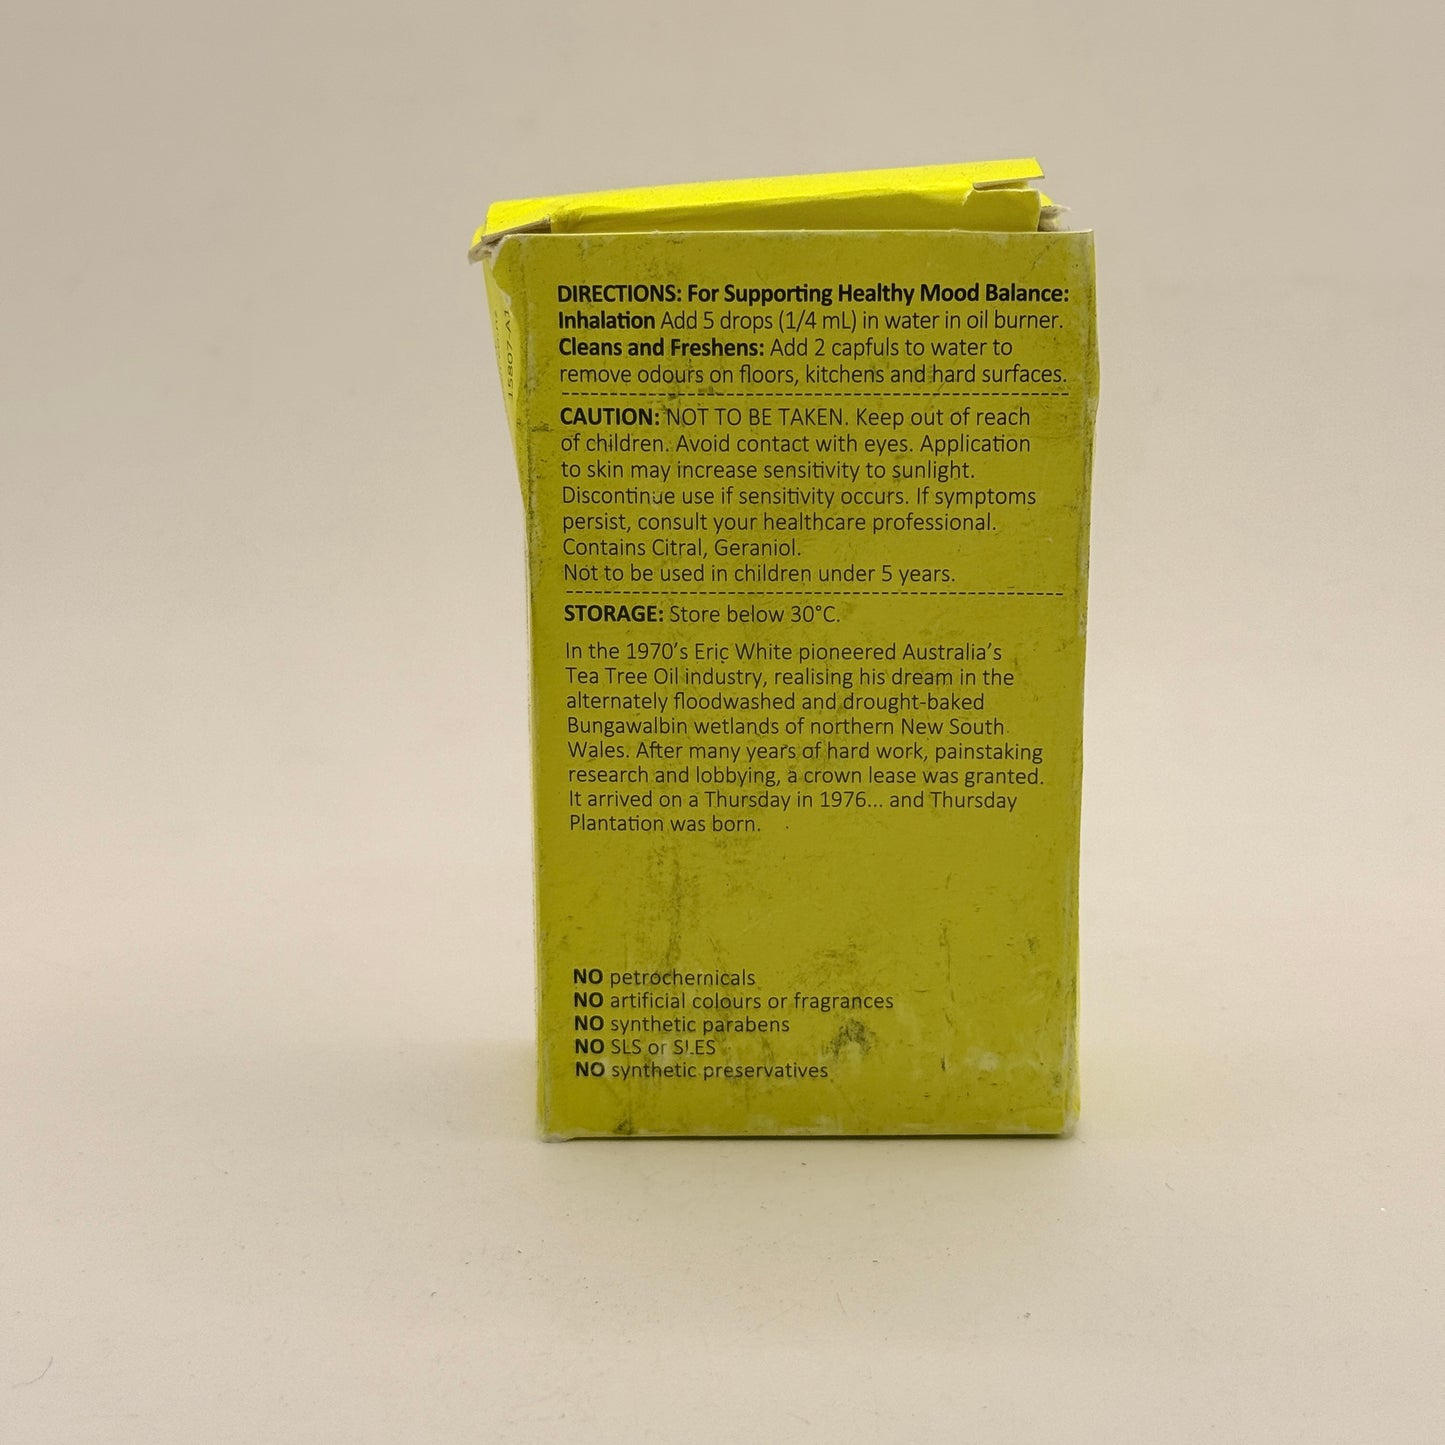 DIRECTIONS: For Supporting Healthy Mood Balance:
Inhalation Add 5 drops (1/4 mL) in water in oil burner.
Cleans and Freshens: Add 2 capfuls to water to
remove odours on floors, kitchens and hard surfaces.
CAUTION: NOT TO BE TAKEN. Keep out of reach
of children. Avoid contact with eyes. Application
to skin may increase sensitivity to sunlight.
Discontinue use if sensitivity occurs. If symptoms
persist, consult your healthcare professional.
Contains Citral, Geraniol.
Not to be used in children under 5 years.
STORAGE: Store below 30°C.
In the 1970's Eric White pioneered Australia's
Tea Tree Oil industry, realising his dream in the
alternately floodwashed and drought-baked
Bungawalbin wetlands of northern New South
Wales. After many years of hard work, painstaking
research and lobbying, a crown lease was granted.
It arrived on a Thursday in 1976... and Thursday
Plantation was born.
NO petrochemicals
NO artificial colours or fragrances
NO synthetic parabens
NO SLS or SLES
NO synthetic preservatives
15807-A1